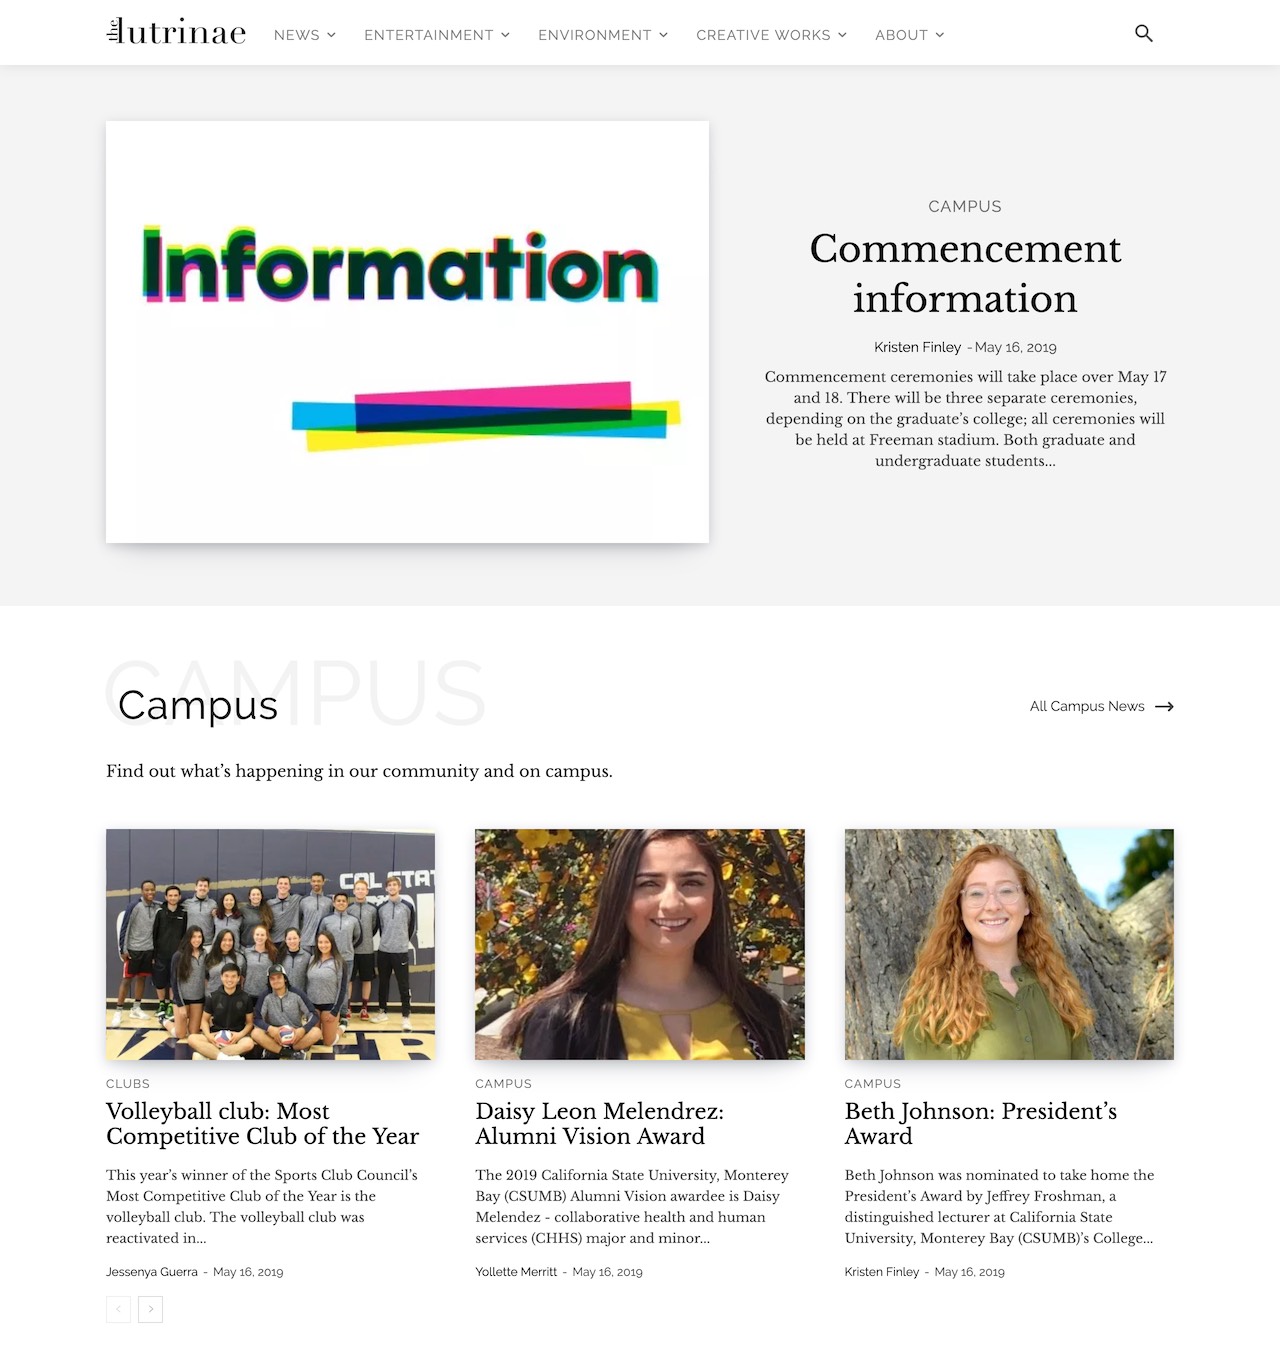 the lutrinae NEWS ENTERTAINMENT ENVIRONMENT CREATIVE WORKS ABOUT
Information
CAMPUS
Commencement
information
Kristen Finley - May 16, 2019
Commencement ceremonies will take place over May 17
and 18. There will be three separate ceremonies,
depending on the graduate’s college; all ceremonies will
be held at Freeman stadium. Both graduate and
undergraduate students...
CAMPUS
Campus
All Campus News
Find out what’s happening in our community and on campus.
CAL STAT
CLUBS
Volleyball club: Most
Competitive Club of the Year
This year’s winner of the Sports Club Council’s
Most Competitive Club of the Year is the
volleyball club. The volleyball club was
reactivated in...
Jessenya Guerra - May 16, 2019
CAMPUS
Daisy Leon Melendrez:
Alumni Vision Award
The 2019 California State University, Monterey
Bay (CSUMB) Alumni Vision awardee is Daisy
Melendez - collaborative health and human
services (CHHS) major and minor...
Yollette Merritt - May 16, 2019
CAMPUS
Beth Johnson: President’s
Award
Beth Johnson was nominated to take home the
President’s Award by Jeffrey Froshman, a
distinguished lecturer at California State
University, Monterey Bay (CSUMB)’s College...
Kristen Finley - May 16, 2019